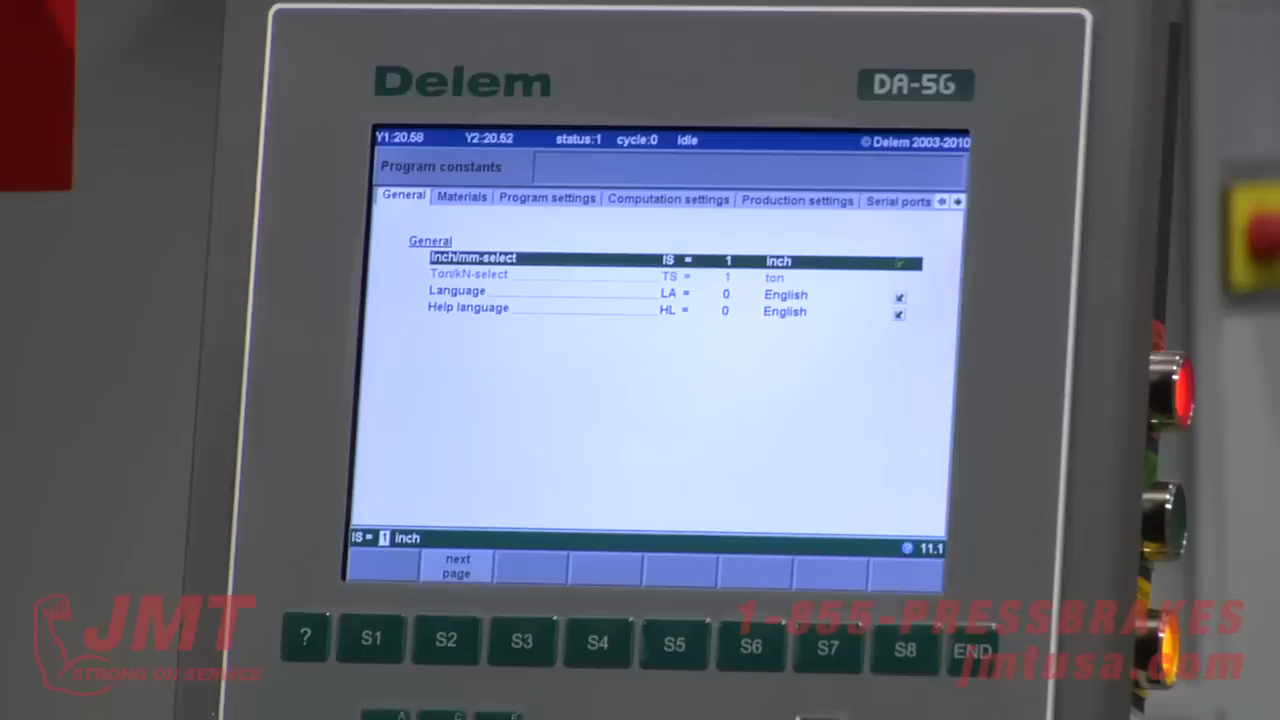 Delem
DA-56
Y1:20.58 Y2:20.52 status:1 cycle:0 idle © Delem 2003-2010
Program constants
General Materials Program settings Computation settings Production settings Serial ports
General
Inch/mm-select IS = 1 inch
Ton/kN-select TS = 1 ton
Language LA = 0 English
Help language HL = 0 English
IS = 1 inch 11.1
next
page
? S1 S2 S3 S4 S5 S6 S7 S8 END
JMT
STRONG ON SERVICE
1-855-PRESSBRAKES
jmtusa.com